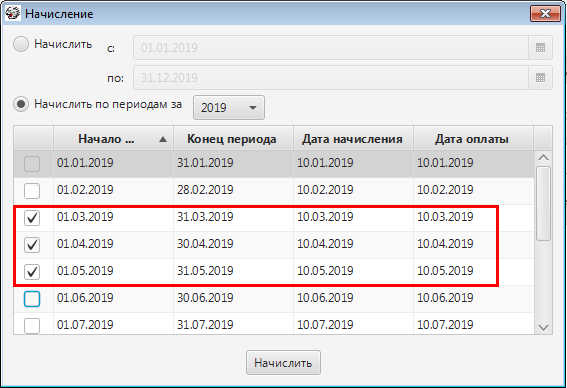 Начисление
Начислить с: 01.01.2019
по: 31.12.2019
Начислить по периодам за 2019
Начало ... Конец периода Дата начисления Дата оплаты
01.01.2019 31.01.2019 10.01.2019 10.01.2019
01.02.2019 28.02.2019 10.02.2019 10.02.2019
01.03.2019 31.03.2019 10.03.2019 10.03.2019
01.04.2019 30.04.2019 10.04.2019 10.04.2019
01.05.2019 31.05.2019 10.05.2019 10.05.2019
01.06.2019 30.06.2019 10.06.2019 10.06.2019
01.07.2019 31.07.2019 10.07.2019 10.07.2019
Начислить